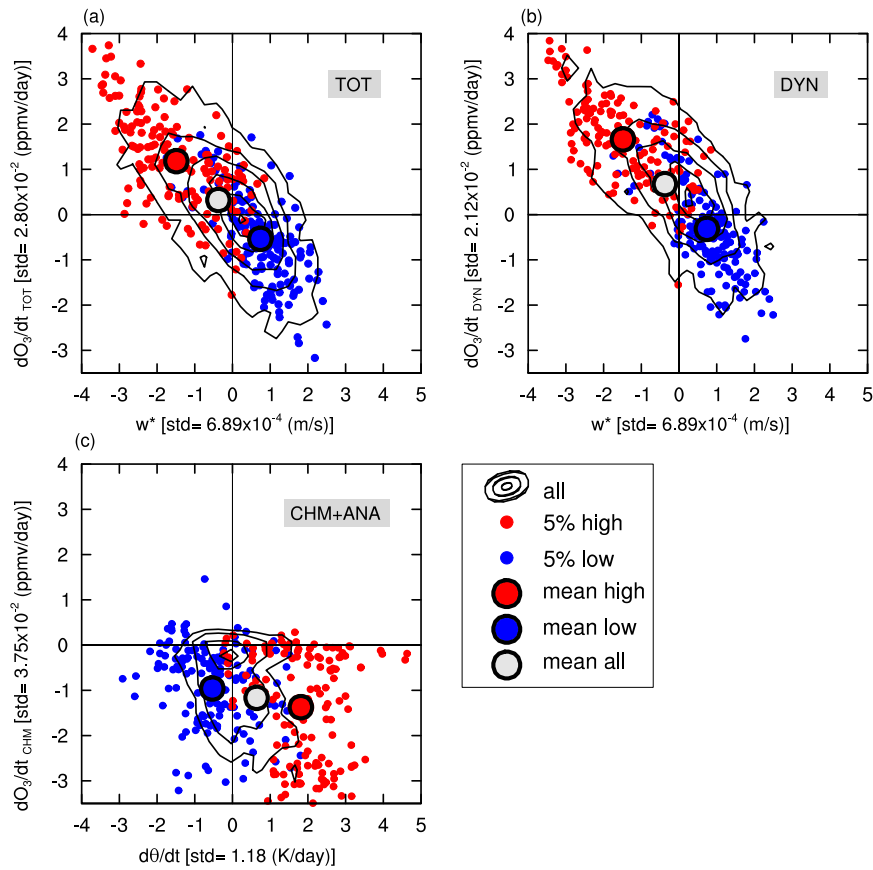 (a)
TOT
dO₃/dt TOT [std= 2.80x10⁻² (ppmv/day)]
4
3
2
1
0
-1
-2
-3
-5 -4 -3 -2 -1 0 1 2 3 4 5
w* [std= 6.89x10⁻⁴ (m/s)]
(b)
DYN
dO₃/dt DYN [std= 2.12x10⁻² (ppmv/day)]
4
3
2
1
0
-1
-2
-3
-5 -4 -3 -2 -1 0 1 2 3 4 5
w* [std= 6.89x10⁻⁴ (m/s)]
(c)
CHM+ANA
dO₃/dt CHM [std= 3.75x10⁻² (ppmv/day)]
4
3
2
1
0
-1
-2
-3
-4 -3 -2 -1 0 1 2 3 4 5
dθ/dt [std= 1.18 (K/day)]
all
5% high
5% low
mean high
mean low
mean all